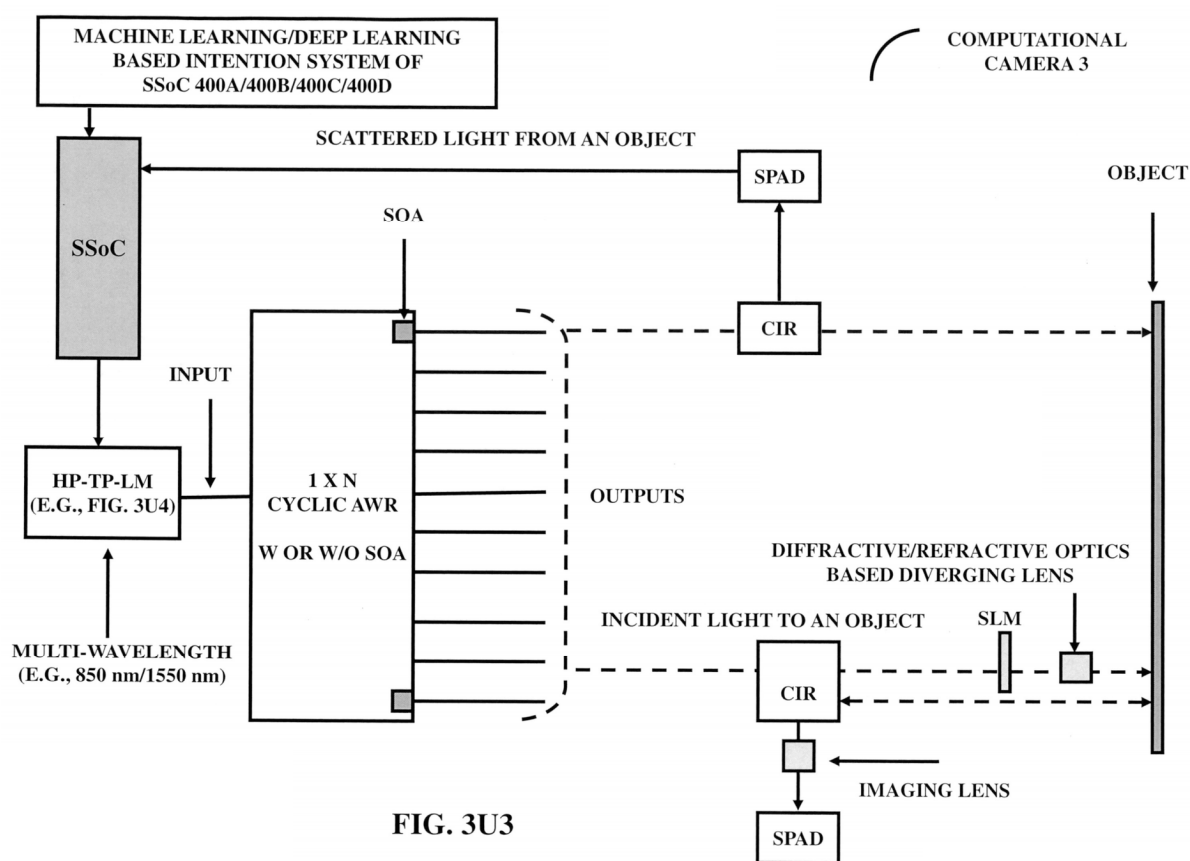 MACHINE LEARNING/DEEP LEARNING
BASED INTENTION SYSTEM OF
SSoC 400A/400B/400C/400D
COMPUTATIONAL
CAMERA 3
SCATTERED LIGHT FROM AN OBJECT
SPAD
OBJECT
SSoC
SOA
CIR
INPUT
HP-TP-LM
(E.G., FIG. 3U4)
1 X N
CYCLIC AWR
W OR W/O SOA
OUTPUTS
DIFFRACTIVE/REFRACTIVE OPTICS
BASED DIVERGING LENS
INCIDENT LIGHT TO AN OBJECT
SLM
MULTI-WAVELENGTH
(E.G., 850 nm/1550 nm)
CIR
IMAGING LENS
FIG. 3U3
SPAD